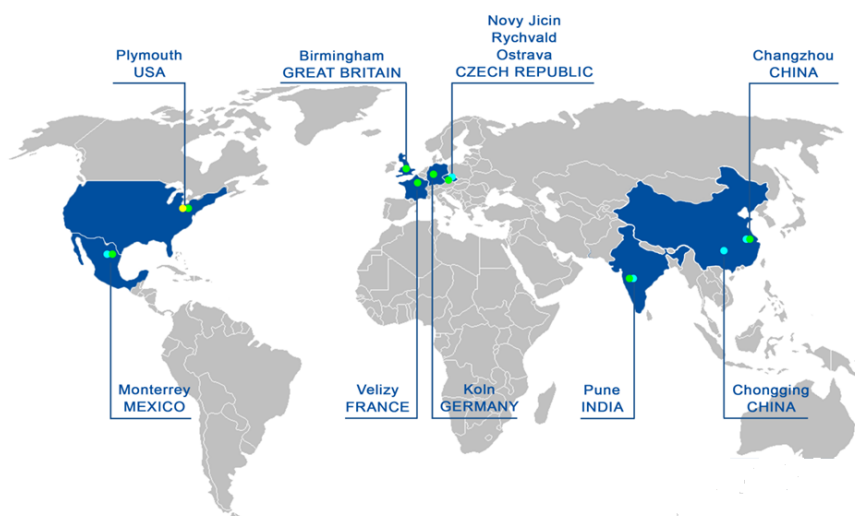 Plymouth
USA
Birmingham
GREAT BRITAIN
Novy Jicin
Rychvald
Ostrava
CZECH REPUBLIC
Changzhou
CHINA
Monterrey
MEXICO
Velizy
FRANCE
Koln
GERMANY
Pune
INDIA
Chongging
CHINA